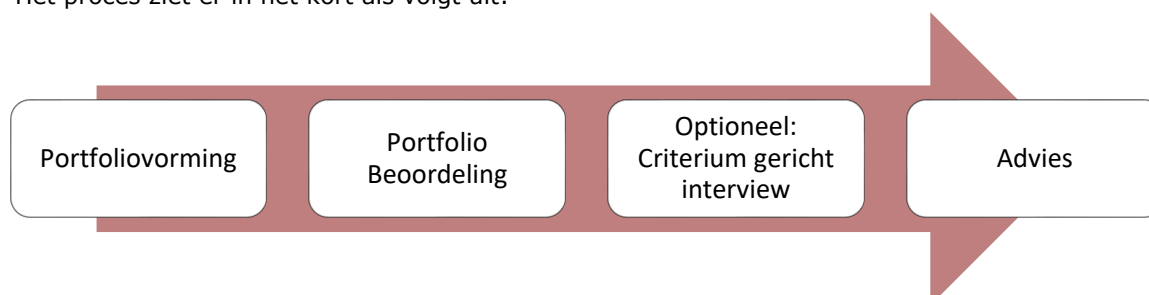 Het proces ziet er in het kort als volgt uit:
Portfoliovorming
Portfolio
Beoordeling
Optioneel:
Criterium gericht
interview
Advies